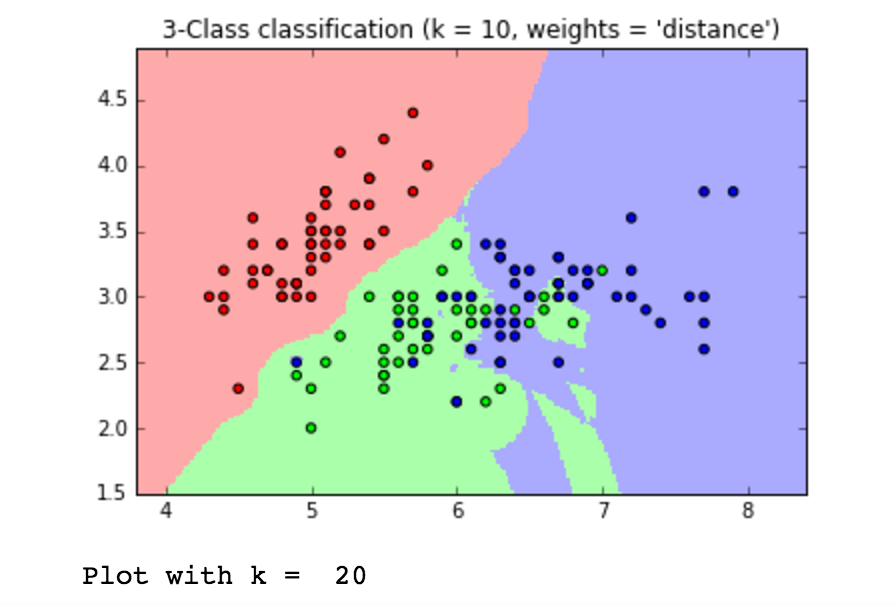 3-Class classification (k = 10, weights = 'distance')
4.5
4.0
3.5
3.0
2.5
2.0
1.5
4 5 6 7 8
Plot with k =  20